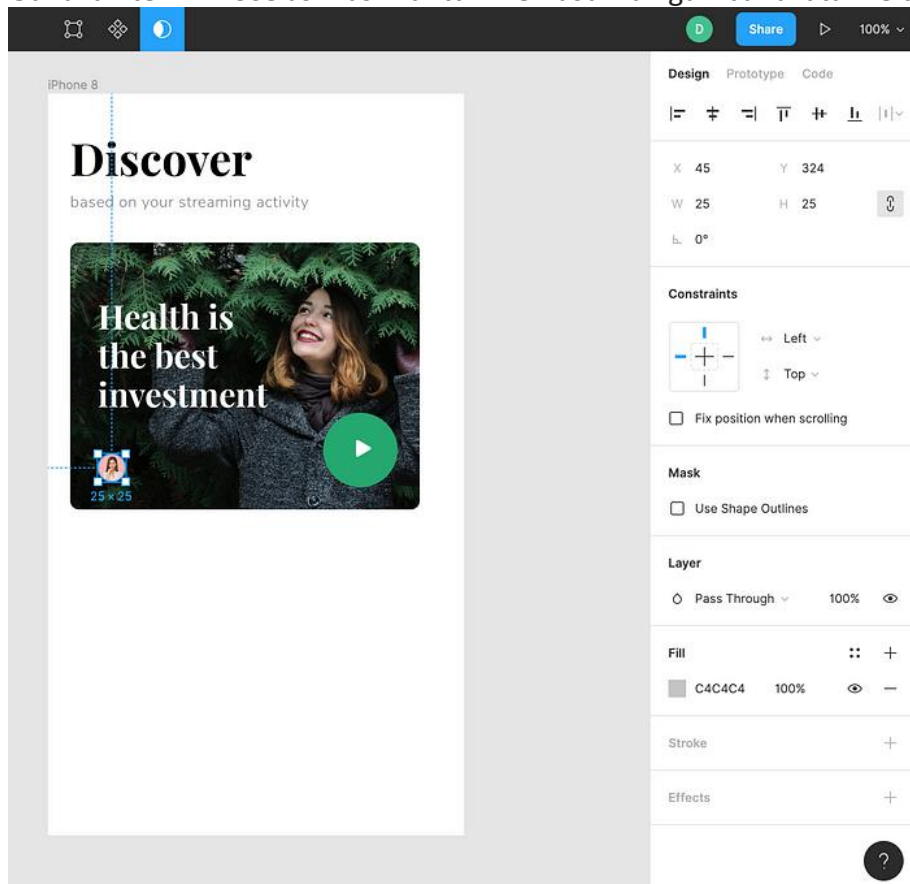 D Share 100%
iPhone 8
Discover
based on your streaming activity
Health is
the best
investment
25 × 25
Design Prototype Code
X 45 Y 324
W 25 H 25
0°
Constraints
Left
Top
Fix position when scrolling
Mask
Use Shape Outlines
Layer
Pass Through 100%
Fill
C4C4C4 100%
Stroke
Effects
?